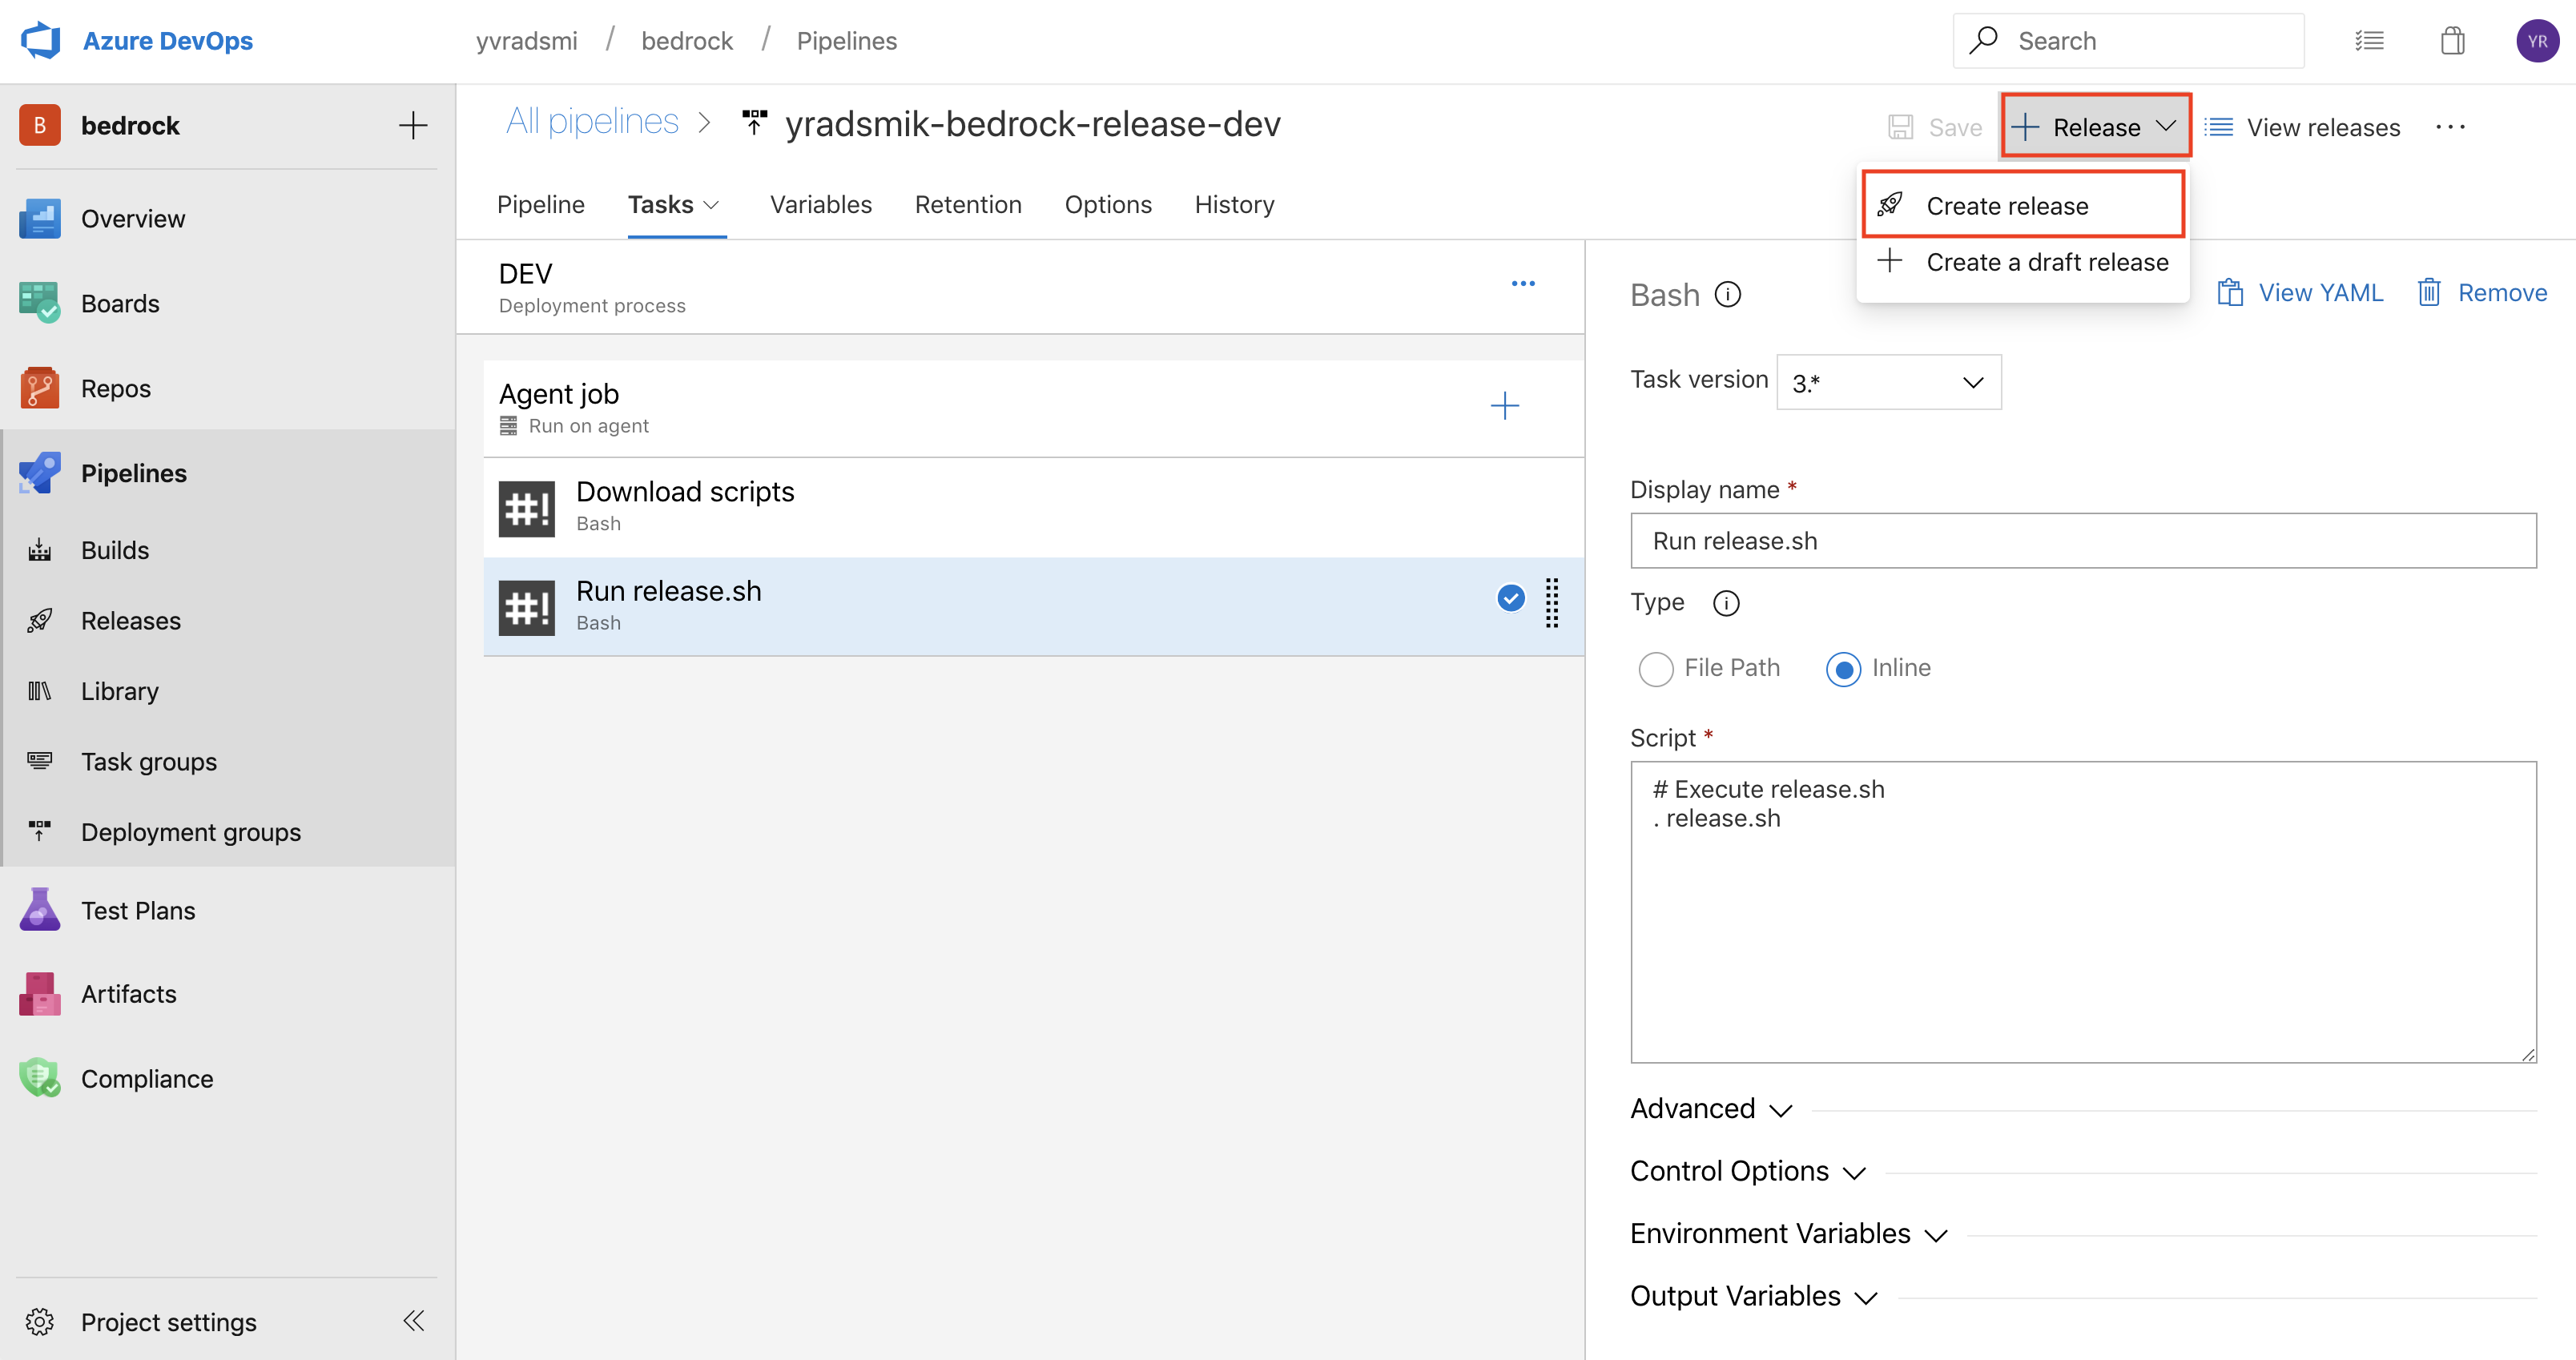 Azure DevOps
yvradsmi / bedrock / Pipelines
Search
YR
B
bedrock
Overview
Boards
Repos
Pipelines
Builds
Releases
Library
Task groups
Deployment groups
Test Plans
Artifacts
Compliance
Project settings
All pipelines > yradsmik-bedrock-release-dev
Save
Release
View releases
Create release
Create a draft release
Pipeline
Tasks
Variables
Retention
Options
History
DEV
Deployment process
Agent job
Run on agent
#! Download scripts
Bash
#! Run release.sh
Bash
Bash
View YAML
Remove
Task version 3.*
Display name *
Run release.sh
Type
File Path
Inline
Script *
# Execute release.sh
. release.sh
Advanced
Control Options
Environment Variables
Output Variables